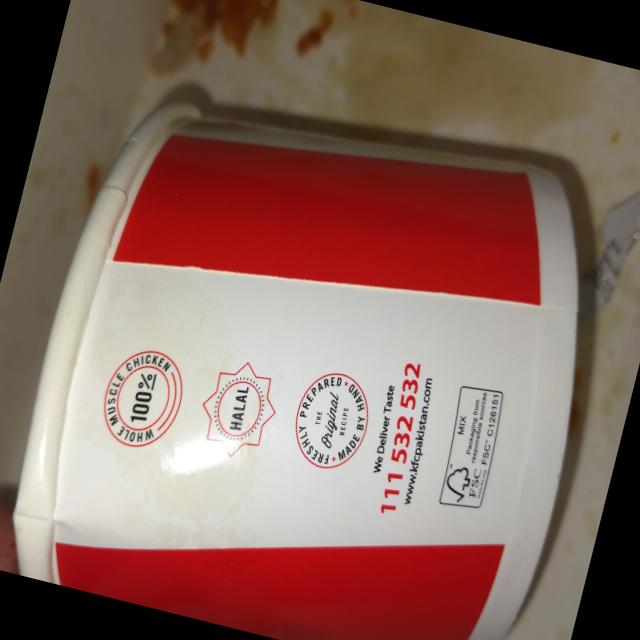 WHOLE MUSCLE CHICKEN
100%
HALAL
FRESHLY PREPARED
THE
Original
RECIPE
MADE BY HAND
We Deliver Taste
111 532 532
www.kfcpakistan.com
MIX
Packaging from
responsible sources
FSC® C126151
FSC